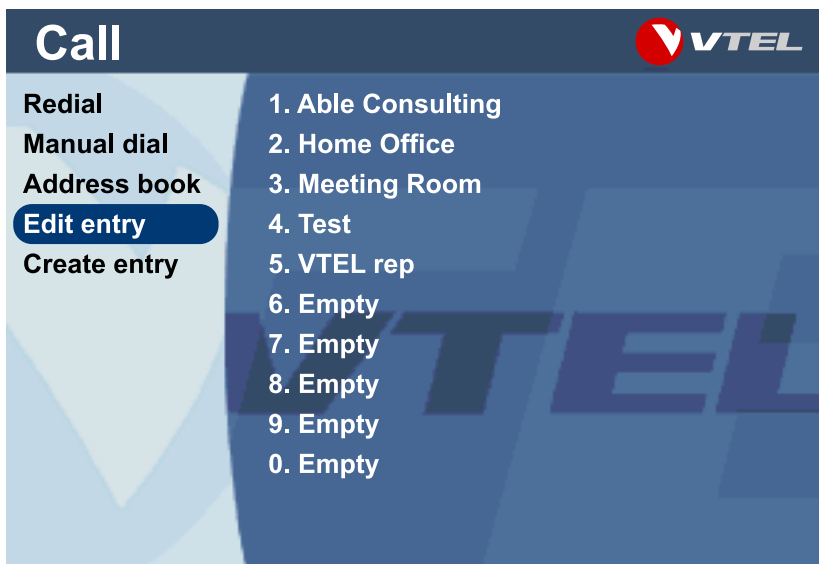 Call
VTEL
Redial
Manual dial
Address book
Edit entry
Create entry
1. Able Consulting
2. Home Office
3. Meeting Room
4. Test
5. VTEL rep
6. Empty
7. Empty
8. Empty
9. Empty
0. Empty
VTEL